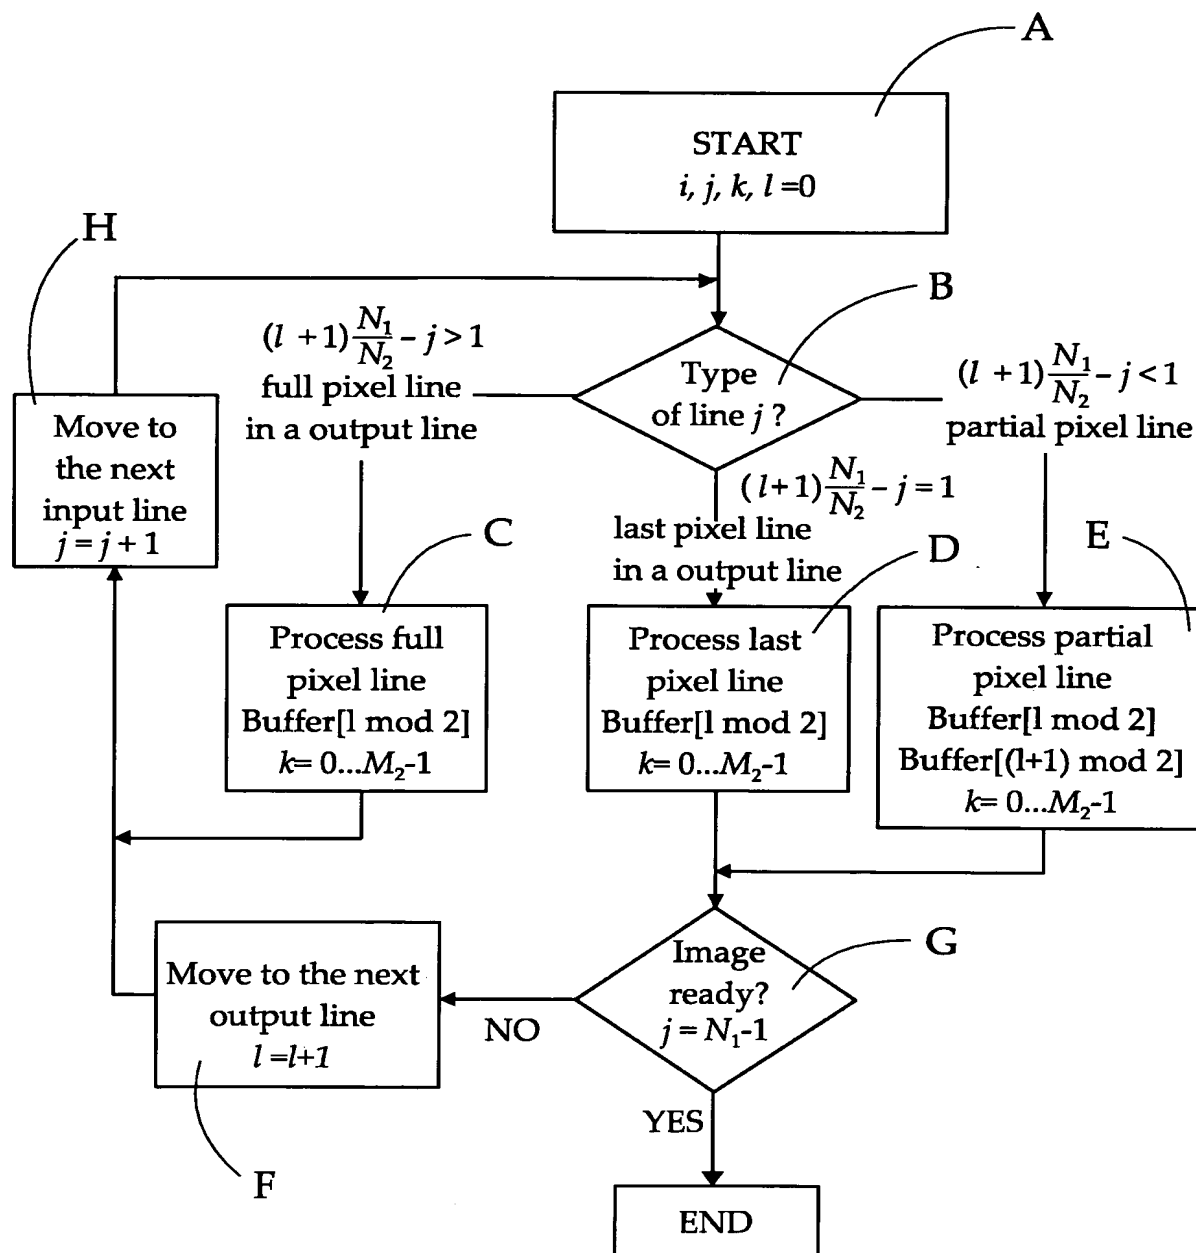 A
START
i, j, k, l =0
H
B
(l +1) N₁/N₂ – j > 1
full pixel line
in a output line
Type
of line j ?
(l +1) N₁/N₂ – j < 1
partial pixel line
Move to
the next
input line
j = j + 1
(l+1) N₁/N₂ – j = 1
last pixel line
in a output line
C
D
E
Process full
pixel line
Buffer[l mod 2]
k= 0...M₂-1
Process last
pixel line
Buffer[l mod 2]
k= 0...M₂-1
Process partial
pixel line
Buffer[l mod 2]
Buffer[(l+1) mod 2]
k= 0...M₂-1
G
Image
ready?
j = N₁-1
NO
Move to the next
output line
l =l+1
YES
F
END